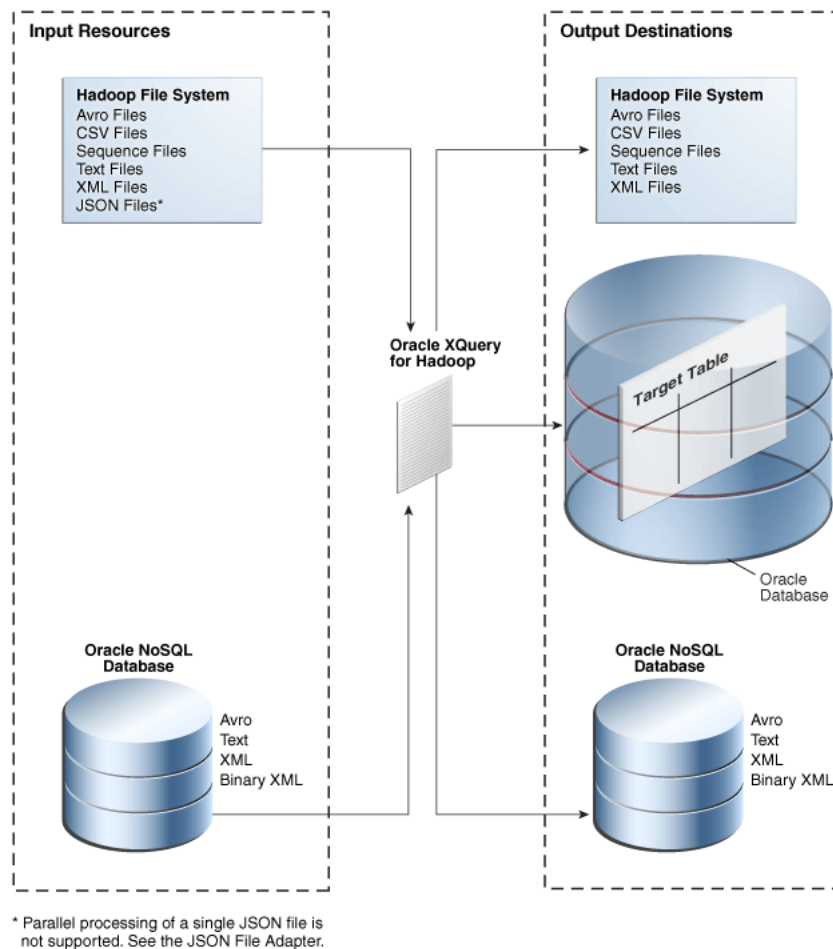 Input Resources
Hadoop File System
Avro Files
CSV Files
Sequence Files
Text Files
XML Files
JSON Files*
Oracle NoSQL
Database
Avro
Text
XML
Binary XML
Oracle XQuery
for Hadoop
Output Destinations
Hadoop File System
Avro Files
CSV Files
Sequence Files
Text Files
XML Files
Target Table
Oracle
Database
Oracle NoSQL
Database
Avro
Text
XML
Binary XML
* Parallel processing of a single JSON file is
not supported. See the JSON File Adapter.